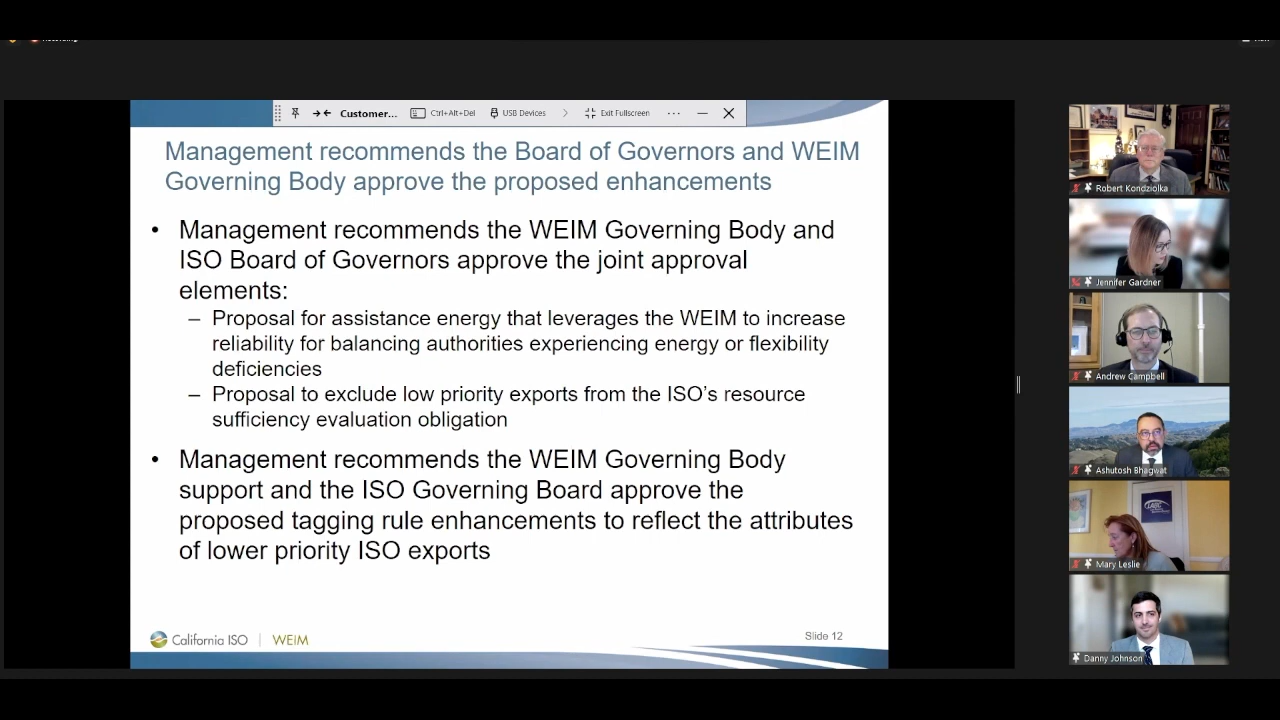 Recording
View
Customer...
Ctrl+Alt+Del
USB Devices
Exit Fullscreen
Management recommends the Board of Governors and WEIM
Governing Body approve the proposed enhancements
• Management recommends the WEIM Governing Body and
ISO Board of Governors approve the joint approval
elements:
– Proposal for assistance energy that leverages the WEIM to increase
reliability for balancing authorities experiencing energy or flexibility
deficiencies
– Proposal to exclude low priority exports from the ISO's resource
sufficiency evaluation obligation
• Management recommends the WEIM Governing Body
support and the ISO Governing Board approve the
proposed tagging rule enhancements to reflect the attributes
of lower priority ISO exports
California ISO | WEIM
Slide 12
Robert Kondziolka
Jennifer Gardner
Andrew Campbell
Ashutosh Bhagwat
Mary Leslie
Danny Johnson